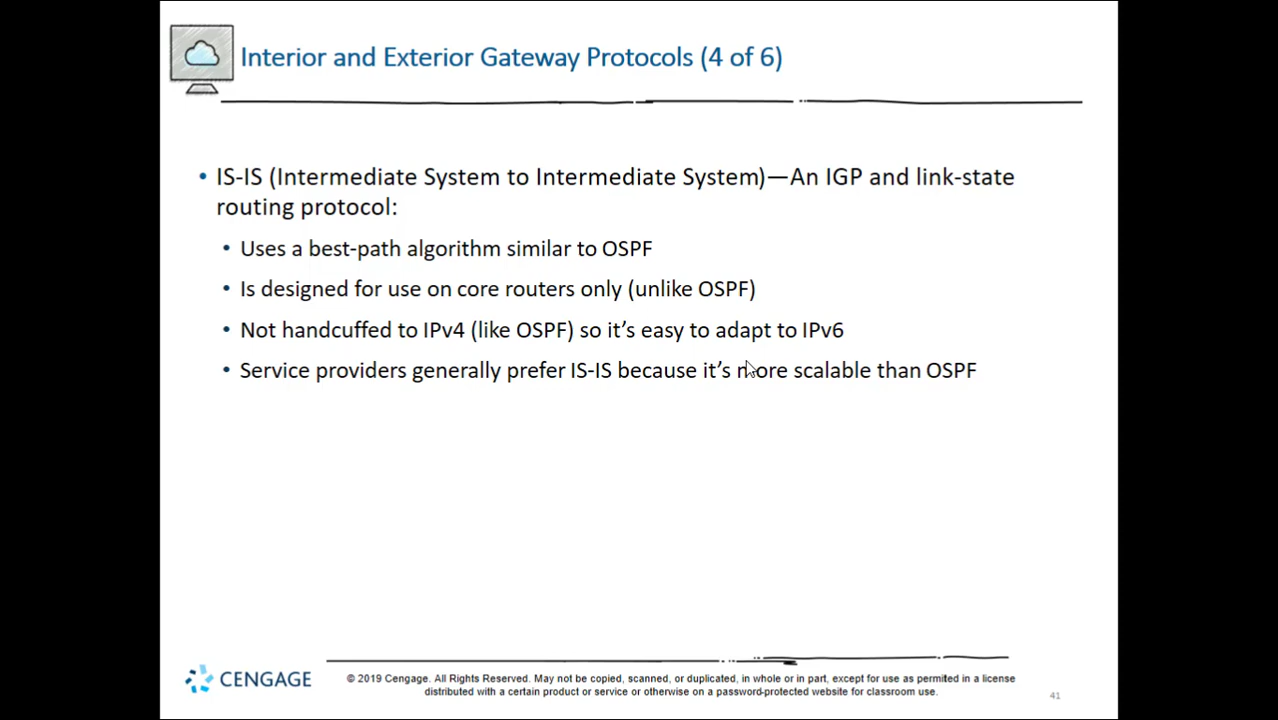 Interior and Exterior Gateway Protocols (4 of 6)
• IS-IS (Intermediate System to Intermediate System)—An IGP and link-state
routing protocol:
• Uses a best-path algorithm similar to OSPF
• Is designed for use on core routers only (unlike OSPF)
• Not handcuffed to IPv4 (like OSPF) so it's easy to adapt to IPv6
• Service providers generally prefer IS-IS because it's more scalable than OSPF
CENGAGE
© 2019 Cengage. All Rights Reserved. May not be copied, scanned, or duplicated, in whole or in part, except for use as permitted in a license
distributed with a certain product or service or otherwise on a password-protected website for classroom use.
41